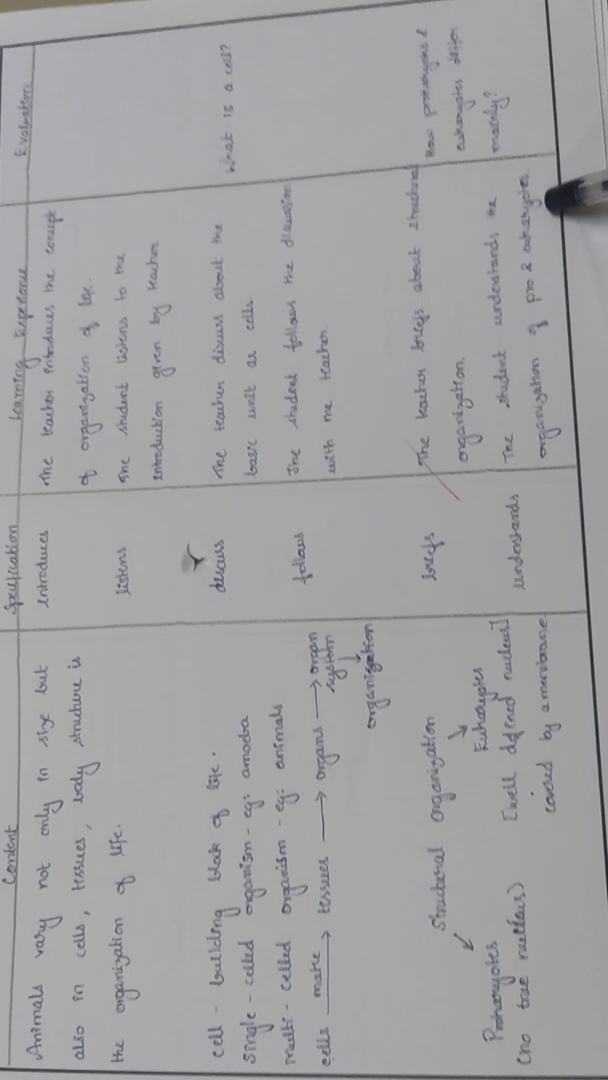 Content
Animals vary not only in size but
also in cells, tissues, body structure is
the organization of life.
cell - building block of life.
Single - celled organism - eg: amoeba
Multi - celled organism - eg: animals
cells make → tissues → organs → organ
system
↓
organization
Structural organization
↙ ↘
Prokaryotes
(no true nucleus)
Eukaryotes
[well defined nucleus]
covered by a membrane
Specification
introduces
listens
discuss
follows
briefs
understands
Learning Experience
The teacher introduces the concept
of organization of life.
The student listens to the
introduction given by teacher
The teacher discuss about the
basic unit as cells.
The student follows the discussion
with the teacher.
The teacher briefs about structural
organization.
The student understands the
organization of pro & eukaryotes.
Evaluation
What is a cell?
How prokaryotes &
eukaryotes differ
mainly?